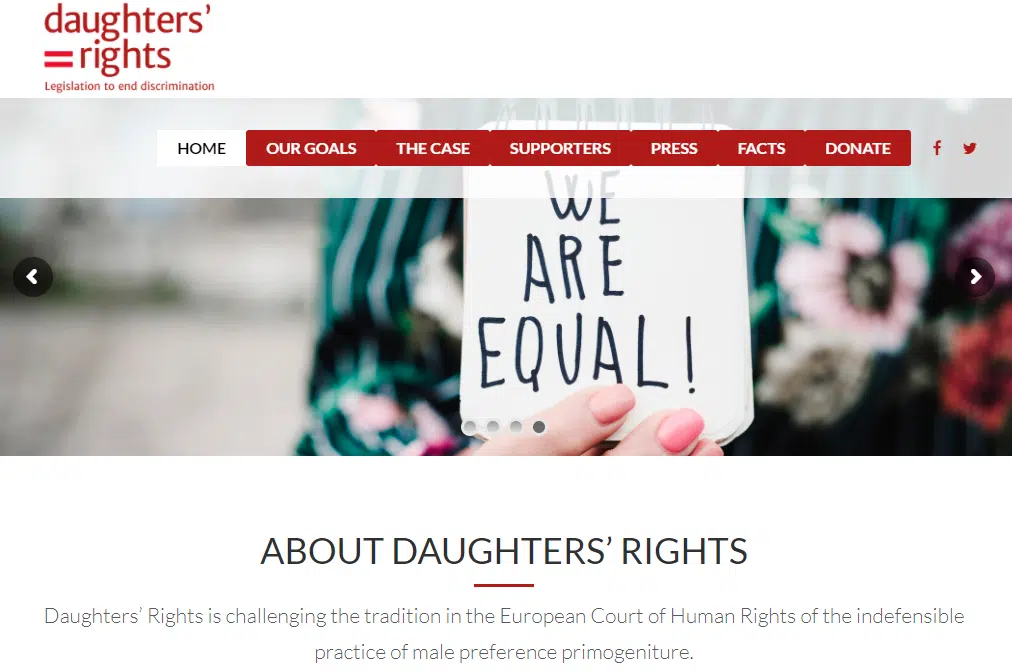 daughters’
=rights
Legislation to end discrimination
HOME OUR GOALS THE CASE SUPPORTERS PRESS FACTS DONATE
WE
ARE
EQUAL!
ABOUT DAUGHTERS’ RIGHTS
Daughters’ Rights is challenging the tradition in the European Court of Human Rights of the indefensible
practice of male preference primogeniture.